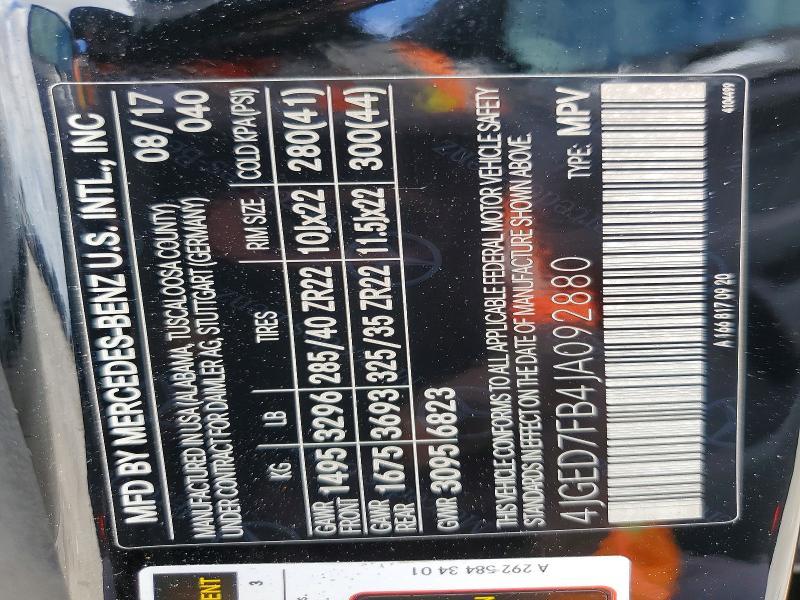 MFD BY MERCEDES-BENZ U.S. INTL., INC
08/17
MANUFACTURED IN USA (ALABAMA, TUSCALOOSA COUNTY) 040
UNDER CONTRACT FOR DAIMLER AG, STUTTGART (GERMANY)
KG LB TIRES RIM SIZE COLD KPA (PSI)
GAWR FRONT 1495 3296 285/40 ZR22 10Jx22 280(41)
GAWR REAR 1675 3693 325/35 ZR22 11.5Jx22 300(44)
GVWR 3095 6823
THIS VEHICLE CONFORMS TO ALL APPLICABLE FEDERAL MOTOR VEHICLE SAFETY
STANDARDS IN EFFECT ON THE DATE OF MANUFACTURE SHOWN ABOVE.
4JGED7FB4JA092880 TYPE: MPV
A 166 817 09 20 4104499
A 292 584 34 01
3